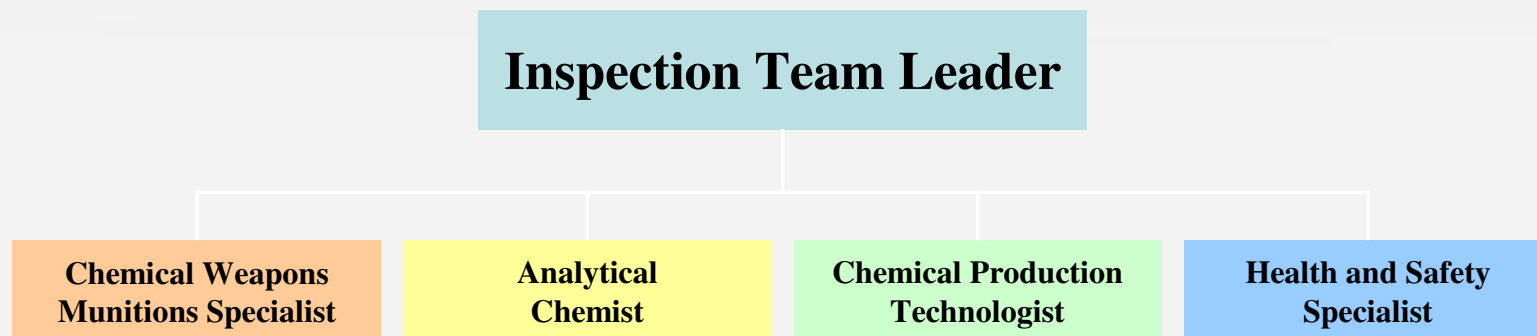 Inspection Team Leader
Chemical Weapons
Munitions Specialist
Analytical
Chemist
Chemical Production
Technologist
Health and Safety
Specialist